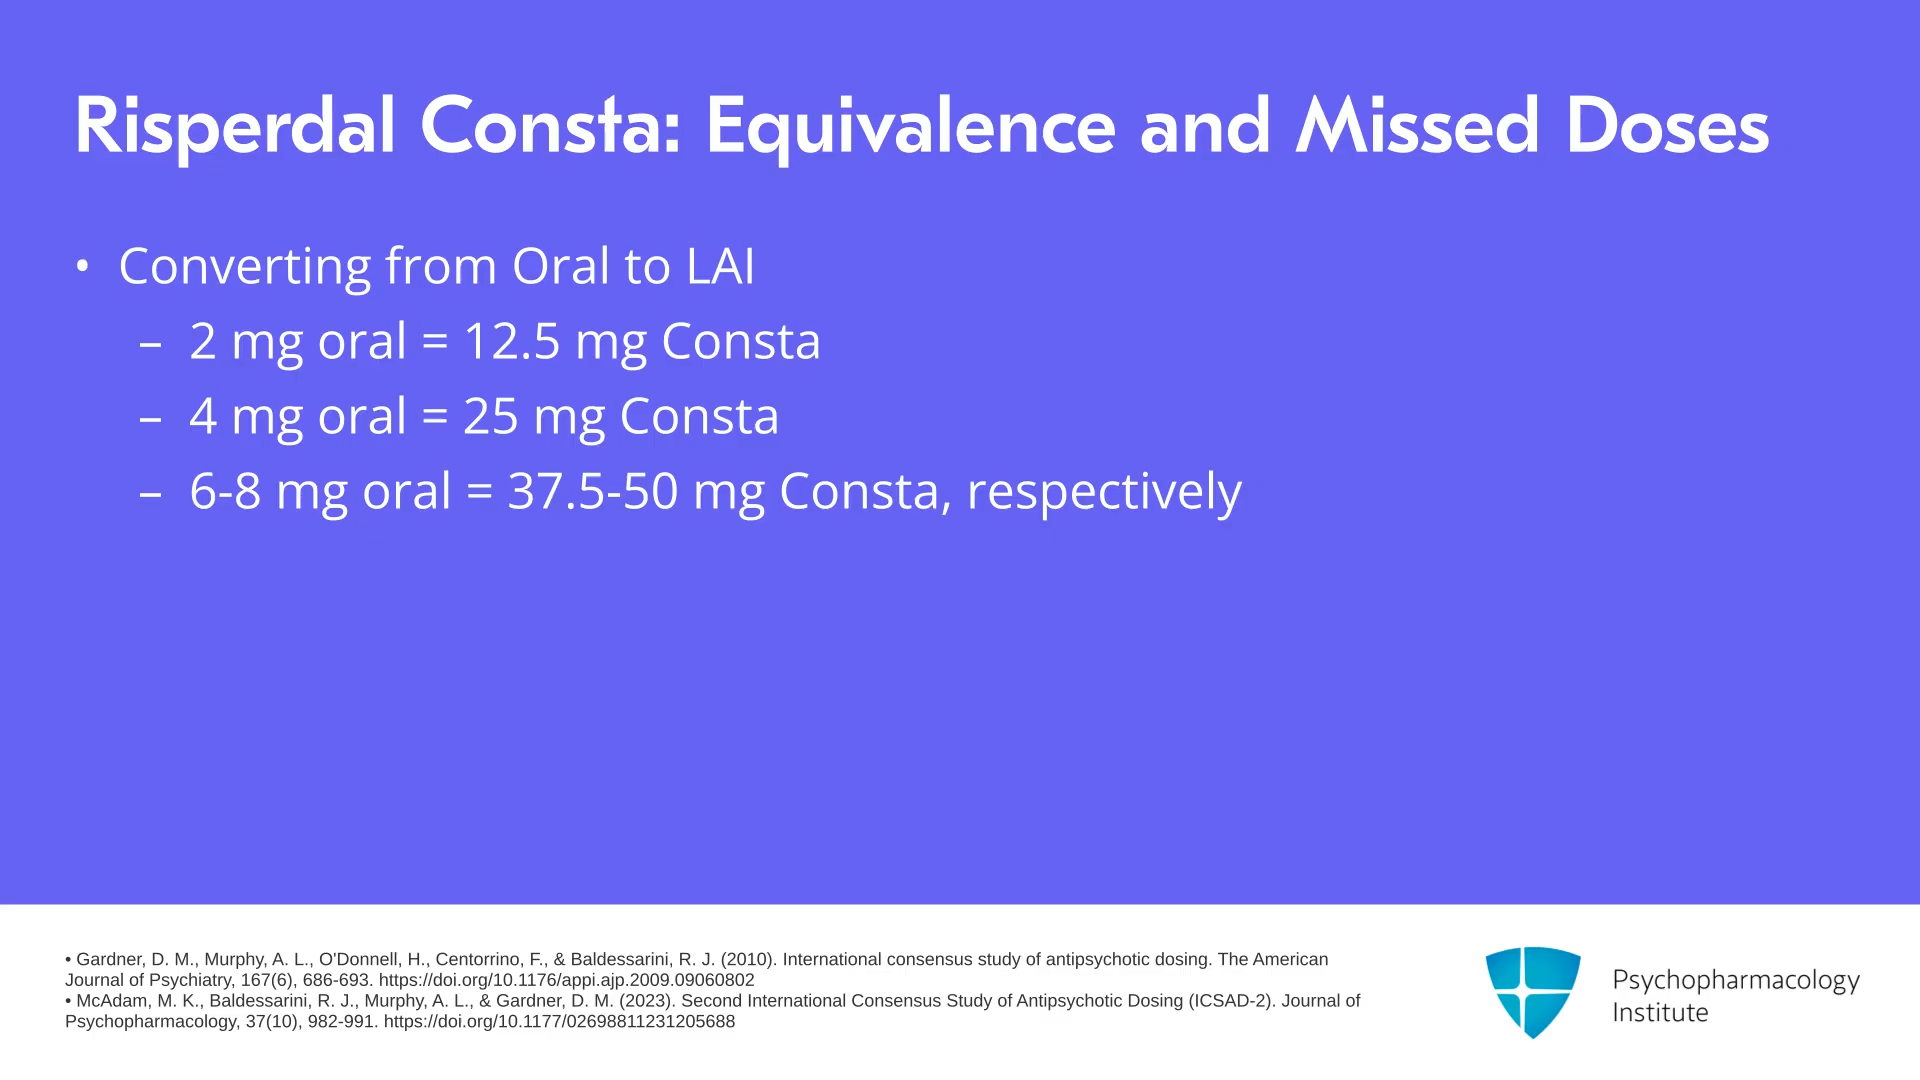 Risperdal Consta: Equivalence and Missed Doses
• Converting from Oral to LAI
– 2 mg oral = 12.5 mg Consta
– 4 mg oral = 25 mg Consta
– 6-8 mg oral = 37.5-50 mg Consta, respectively
• Gardner, D. M., Murphy, A. L., O'Donnell, H., Centorrino, F., & Baldessarini, R. J. (2010). International consensus study of antipsychotic dosing. The American
Journal of Psychiatry, 167(6), 686-693. https://doi.org/10.1176/appi.ajp.2009.09060802
• McAdam, M. K., Baldessarini, R. J., Murphy, A. L., & Gardner, D. M. (2023). Second International Consensus Study of Antipsychotic Dosing (ICSAD-2). Journal of
Psychopharmacology, 37(10), 982-991. https://doi.org/10.1177/02698811231205688
Psychopharmacology
Institute